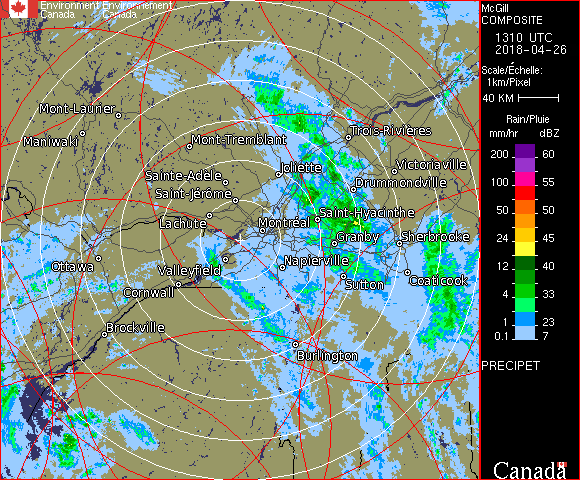 Environment Environnement
Canada Canada
McGill
COMPOSITE
1310 UTC
2018-04-26
Scale/Échelle:
1km/Pixel
40 KM
Rain/Pluie
mm/hr dBZ
200 60
100 55
50 50
24 45
12 40
4 33
1 23
0.1 7
PRECIPET
Canada
Mont-Laurier
Maniwaki
Mont-Tremblant
Trois-Rivières
Sainte-Adèle
Joliette
Victoriaville
Saint-Jérôme
Drummondville
Lachute
Montréal
Saint-Hyacinthe
Granby
Sherbrooke
Ottawa
Valleyfield
Napierville
Cornwall
Sutton
Coaticook
Brockville
Burlington